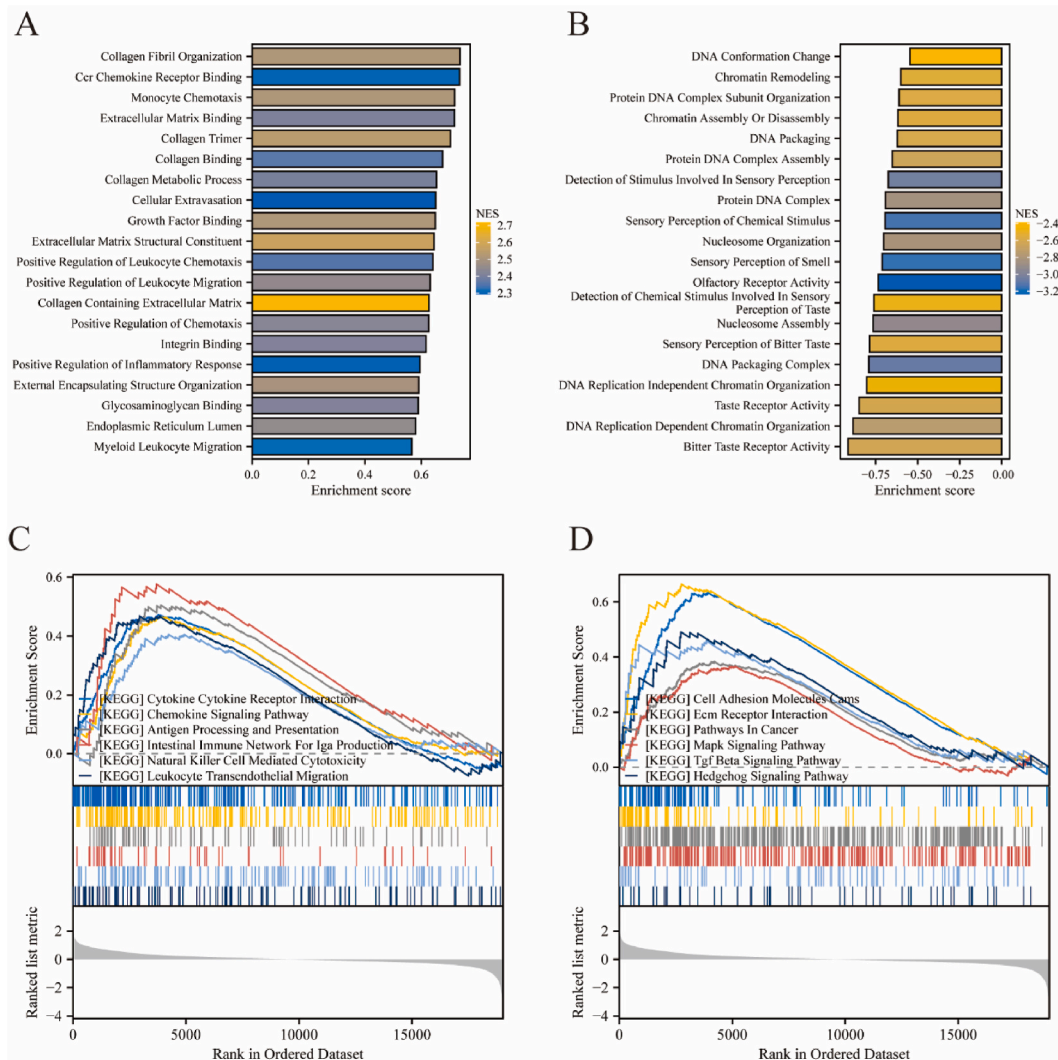 A
Collagen Fibril Organization
Ccr Chemokine Receptor Binding
Monocyte Chemotaxis
Extracellular Matrix Binding
Collagen Trimer
Collagen Binding
Collagen Metabolic Process
Cellular Extravasation
Growth Factor Binding
Extracellular Matrix Structural Constituent
Positive Regulation of Leukocyte Chemotaxis
Positive Regulation of Leukocyte Migration
Collagen Containing Extracellular Matrix
Positive Regulation of Chemotaxis
Integrin Binding
Positive Regulation of Inflammatory Response
External Encapsulating Structure Organization
Glycosaminoglycan Binding
Endoplasmic Reticulum Lumen
Myeloid Leukocyte Migration
0.0 0.2 0.4 0.6
Enrichment score
NES
2.7
2.6
2.5
2.4
2.3
B
DNA Conformation Change
Chromatin Remodeling
Protein DNA Complex Subunit Organization
Chromatin Assembly Or Disassembly
DNA Packaging
Protein DNA Complex Assembly
Detection of Stimulus Involved In Sensory Perception
Protein DNA Complex
Sensory Perception of Chemical Stimulus
Nucleosome Organization
Sensory Perception of Smell
Olfactory Receptor Activity
Detection of Chemical Stimulus Involved In Sensory
Perception of Taste
Nucleosome Assembly
Sensory Perception of Bitter Taste
DNA Packaging Complex
DNA Replication Independent Chromatin Organization
Taste Receptor Activity
DNA Replication Dependent Chromatin Organization
Bitter Taste Receptor Activity
−0.75 −0.50 −0.25 0.00
Enrichment score
NES
−2.4
−2.6
−2.8
−3.0
−3.2
C
Enrichment Score
0.6
0.4
0.2
0.0
[KEGG] Cytokine Cytokine Receptor Interaction
[KEGG] Chemokine Signaling Pathway
[KEGG] Antigen Processing and Presentation
[KEGG] Intestinal Immune Network For Iga Production
[KEGG] Natural Killer Cell Mediated Cytotoxicity
[KEGG] Leukocyte Transendothelial Migration
Ranked list metric
2
0
−2
−4
0 5000 10000 15000
Rank in Ordered Dataset
D
Enrichment Score
0.6
0.4
0.2
0.0
[KEGG] Cell Adhesion Molecules Cams
[KEGG] Ecm Receptor Interaction
[KEGG] Pathways In Cancer
[KEGG] Mapk Signaling Pathway
[KEGG] Tgf Beta Signaling Pathway
[KEGG] Hedgehog Signaling Pathway
Ranked list metric
2
0
−2
−4
0 5000 10000 15000
Rank in Ordered Dataset